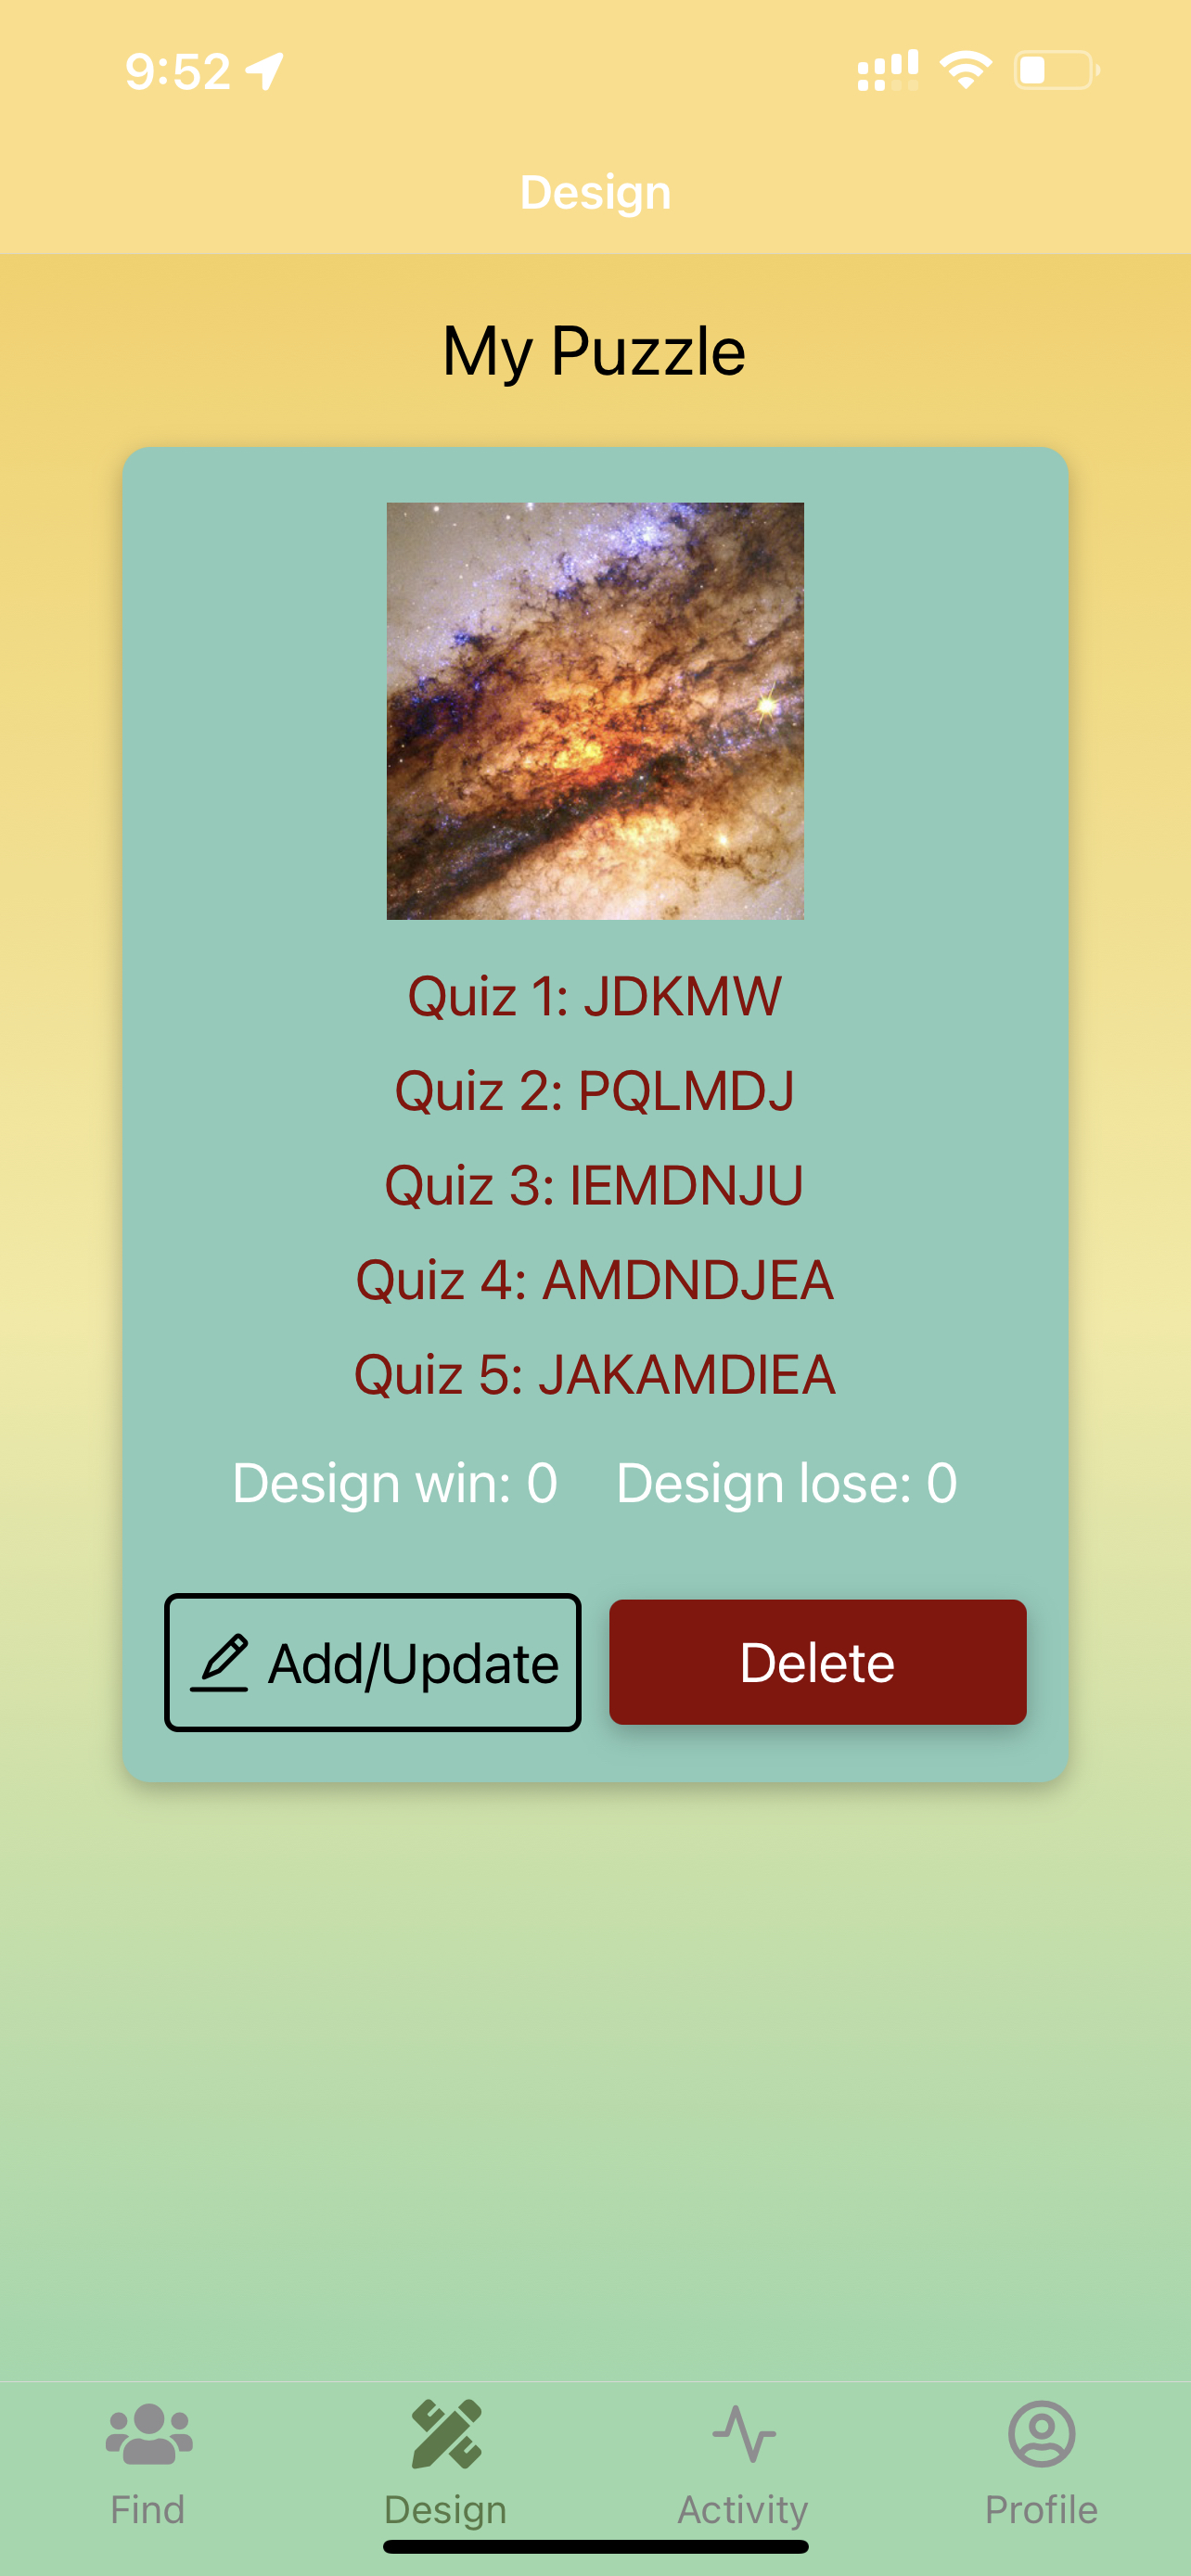 9:52
Design
My Puzzle
Quiz 1: JDKMW
Quiz 2: PQLMDJ
Quiz 3: IEMDNJU
Quiz 4: AMDNDJEA
Quiz 5: JAKAMDIEA
Design win: 0 Design lose: 0
Add/Update Delete
Find Design Activity Profile